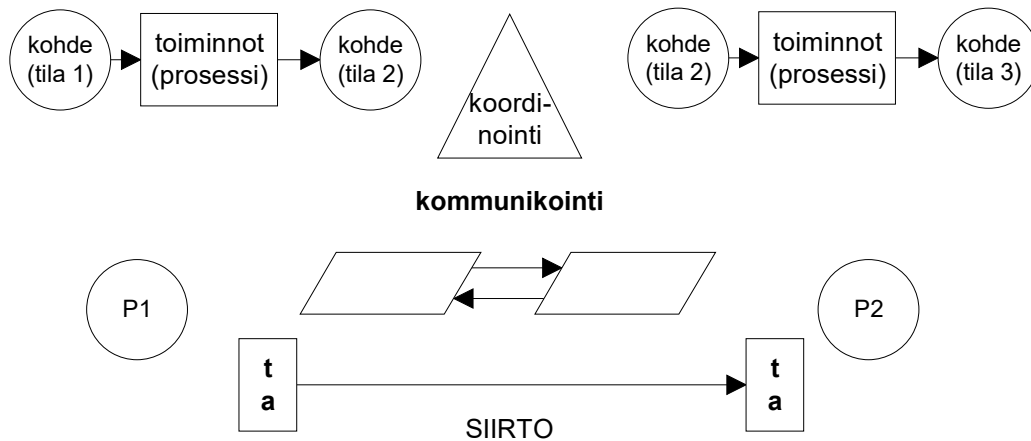 kohde
(tila 1)
toiminnot
(prosessi)
kohde
(tila 2)
koordi-
nointi
kohde
(tila 2)
toiminnot
(prosessi)
kohde
(tila 3)
kommunikointi
P1
P2
t
a
t
a
SIIRTO